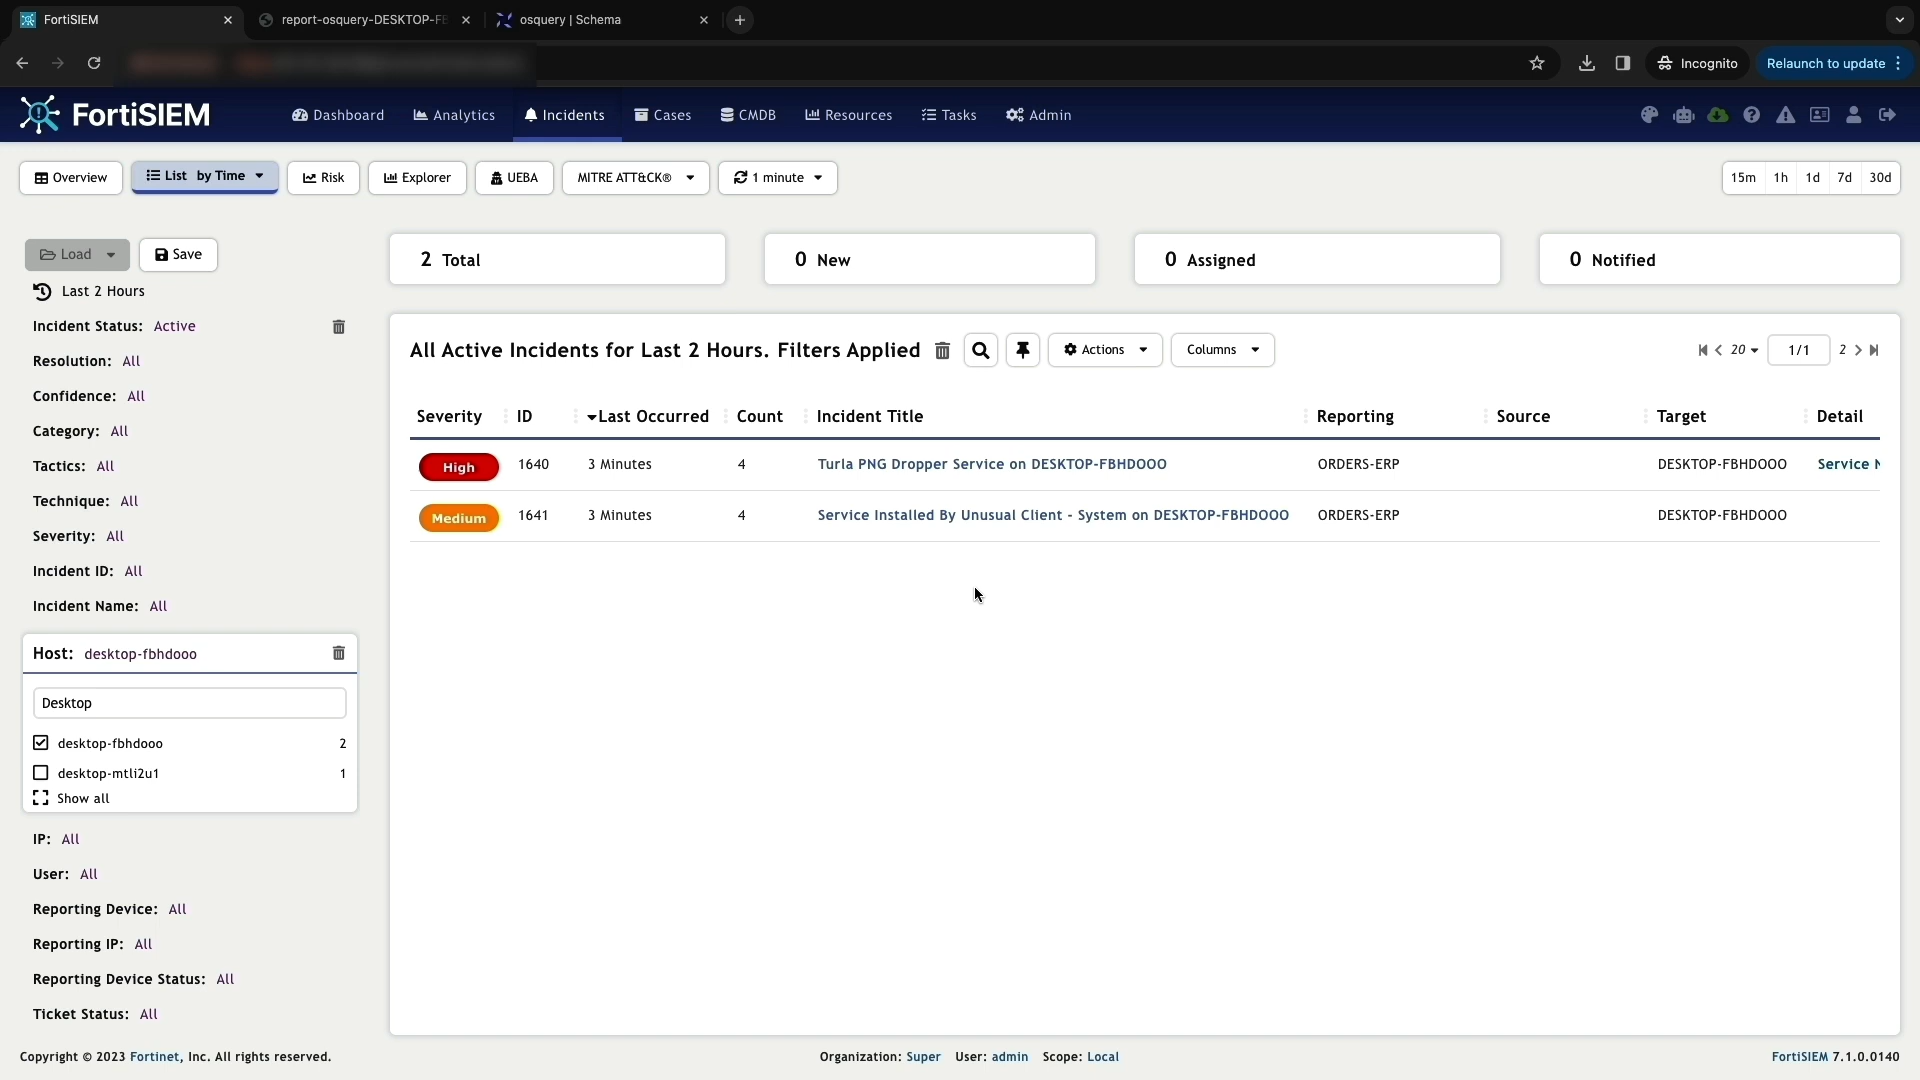 FortiSIEM
report-osquery-DESKTOP-FB
osquery | Schema
Incognito
Relaunch to update
FortiSIEM
Dashboard
Analytics
Incidents
Cases
CMDB
Resources
Tasks
Admin
Overview
List by Time
Risk
Explorer
UEBA
MITRE ATT&CK®
1 minute
15m 1h 1d 7d 30d
Load
Save
Last 2 Hours
Incident Status: Active
Resolution: All
Confidence: All
Category: All
Tactics: All
Technique: All
Severity: All
Incident ID: All
Incident Name: All
Host: desktop-fbhdooo
Desktop
desktop-fbhdooo 2
desktop-mtli2u1 1
Show all
IP: All
User: All
Reporting Device: All
Reporting IP: All
Reporting Device Status: All
Ticket Status: All
2 Total
0 New
0 Assigned
0 Notified
All Active Incidents for Last 2 Hours. Filters Applied
Actions
Columns
20
1/1
2
Severity ID Last Occurred Count Incident Title Reporting Source Target Detail
High 1640 3 Minutes 4 Turla PNG Dropper Service on DESKTOP-FBHDOOO ORDERS-ERP DESKTOP-FBHDOOO Service N
Medium 1641 3 Minutes 4 Service Installed By Unusual Client - System on DESKTOP-FBHDOOO ORDERS-ERP DESKTOP-FBHDOOO
Copyright © 2023 Fortinet, Inc. All rights reserved.
Organization: Super User: admin Scope: Local
FortiSIEM 7.1.0.0140